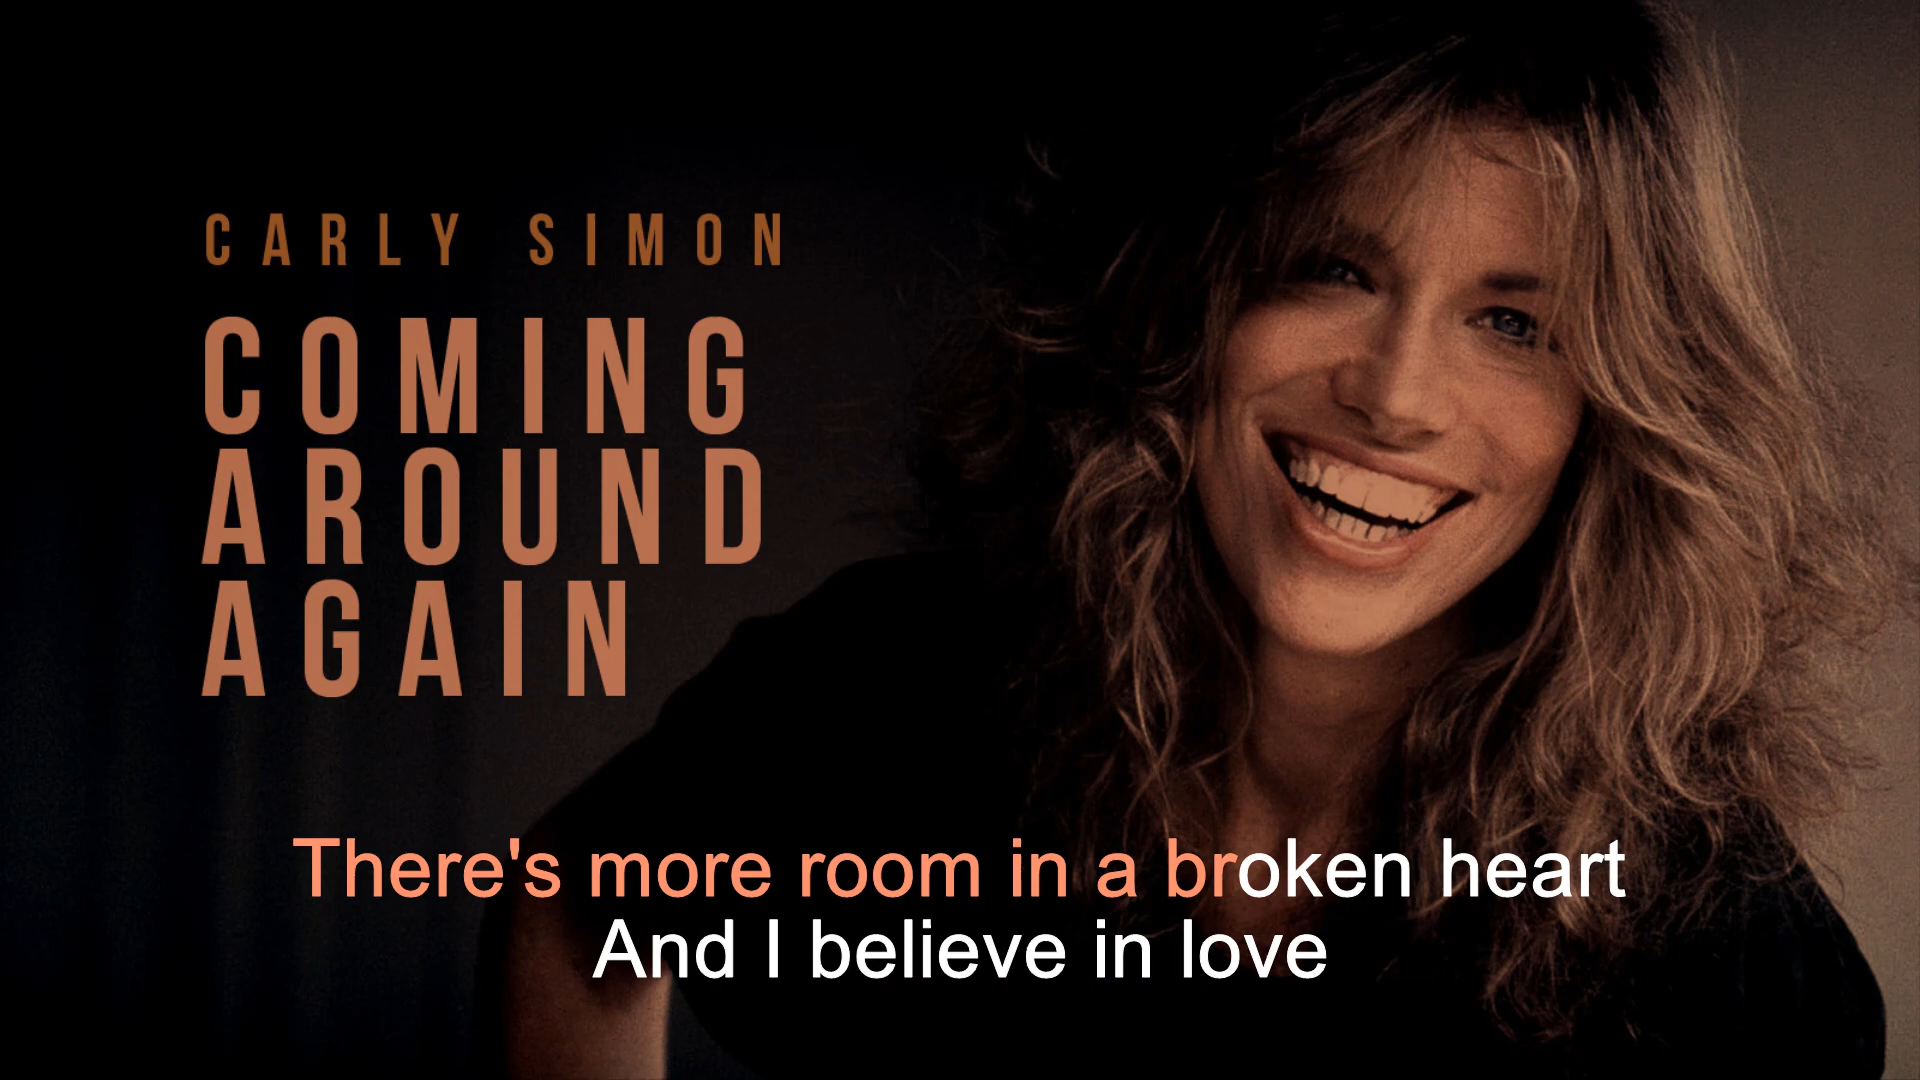 CARLY SIMON
COMING
AROUND
AGAIN
There's more room in a broken heart
And I believe in love